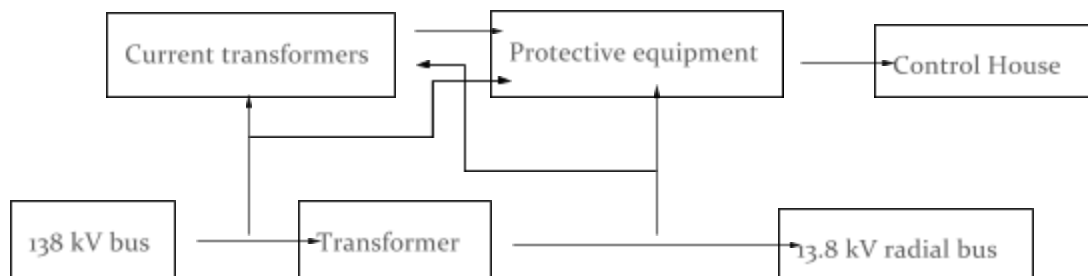 Current transformers
Protective equipment
Control House
138 kV bus
Transformer
13.8 kV radial bus